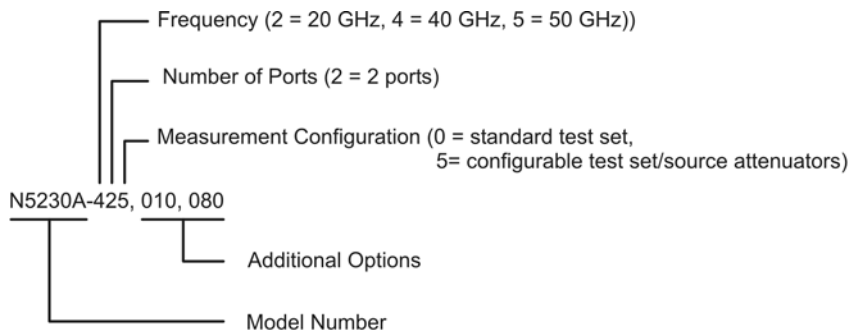 Frequency (2 = 20 GHz, 4 = 40 GHz, 5 = 50 GHz))
Number of Ports (2 = 2 ports)
Measurement Configuration (0 = standard test set,
5= configurable test set/source attenuators)
N5230A-425, 010, 080
Additional Options
Model Number